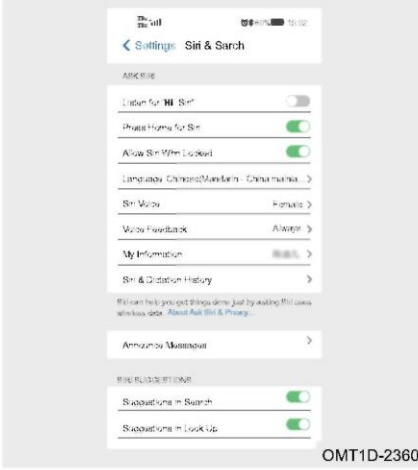 Settings Siri & Sarch
ASK SIRI
Listen for "Hi Siri"
Press Home for Siri
Allow Siri Whn Locked
Language Chinese(Mandarin - China mainla... >
Siri Voice Female >
Voice Feedback Always >
My Information >
Siri & Dictation History >
Siri can help you get things done just by asking Siri uses
wireless data. About Ask Siri & Privacy...
Announce Messages >
SIRI SUGGESTIONS
Suggestions in Search
Suggestions in Look Up
OMT1D-2360